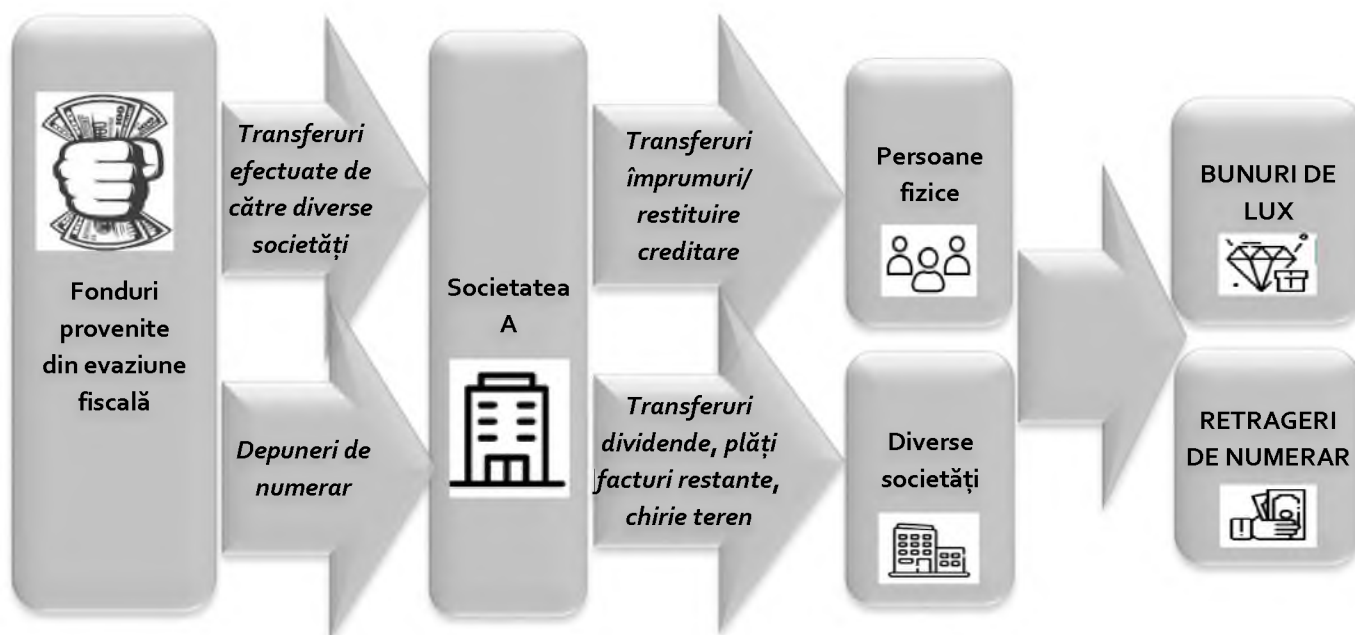 Fonduri
provenite
din evaziune
fiscală
Transferuri
efectuate de
către diverse
societăți
Depuneri de
numerar
Societatea
A
Transferuri
împrumuri/
restituire
creditare
Transferuri
dividende, plăți
facturi restante,
chirie teren
Persoane
fizice
Diverse
societăți
BUNURI DE
LUX
RETRAGERI
DE NUMERAR